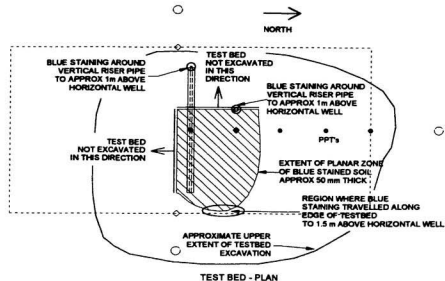 NORTH
BLUE STAINING AROUND
VERTICAL RISER PIPE
TO APPROX 1m ABOVE
HORIZONTAL WELL
TEST BED
NOT EXCAVATED
IN THIS
DIRECTION
BLUE STAINING AROUND
VERTICAL RISER PIPE
TO APPROX 1m ABOVE
HORIZONTAL WELL
TEST BED
NOT EXCAVATED
IN THIS DIRECTION
PPT's
EXTENT OF PLANAR ZONE
OF BLUE STAINED SOIL
APPROX 50 mm THICK
REGION WHERE BLUE
STAINING TRAVELLED ALONG
EDGE OF TESTBED
TO 1.5 m ABOVE HORIZONTAL WELL
APPROXIMATE UPPER
EXTENT OF TESTBED
EXCAVATION
TEST BED - PLAN